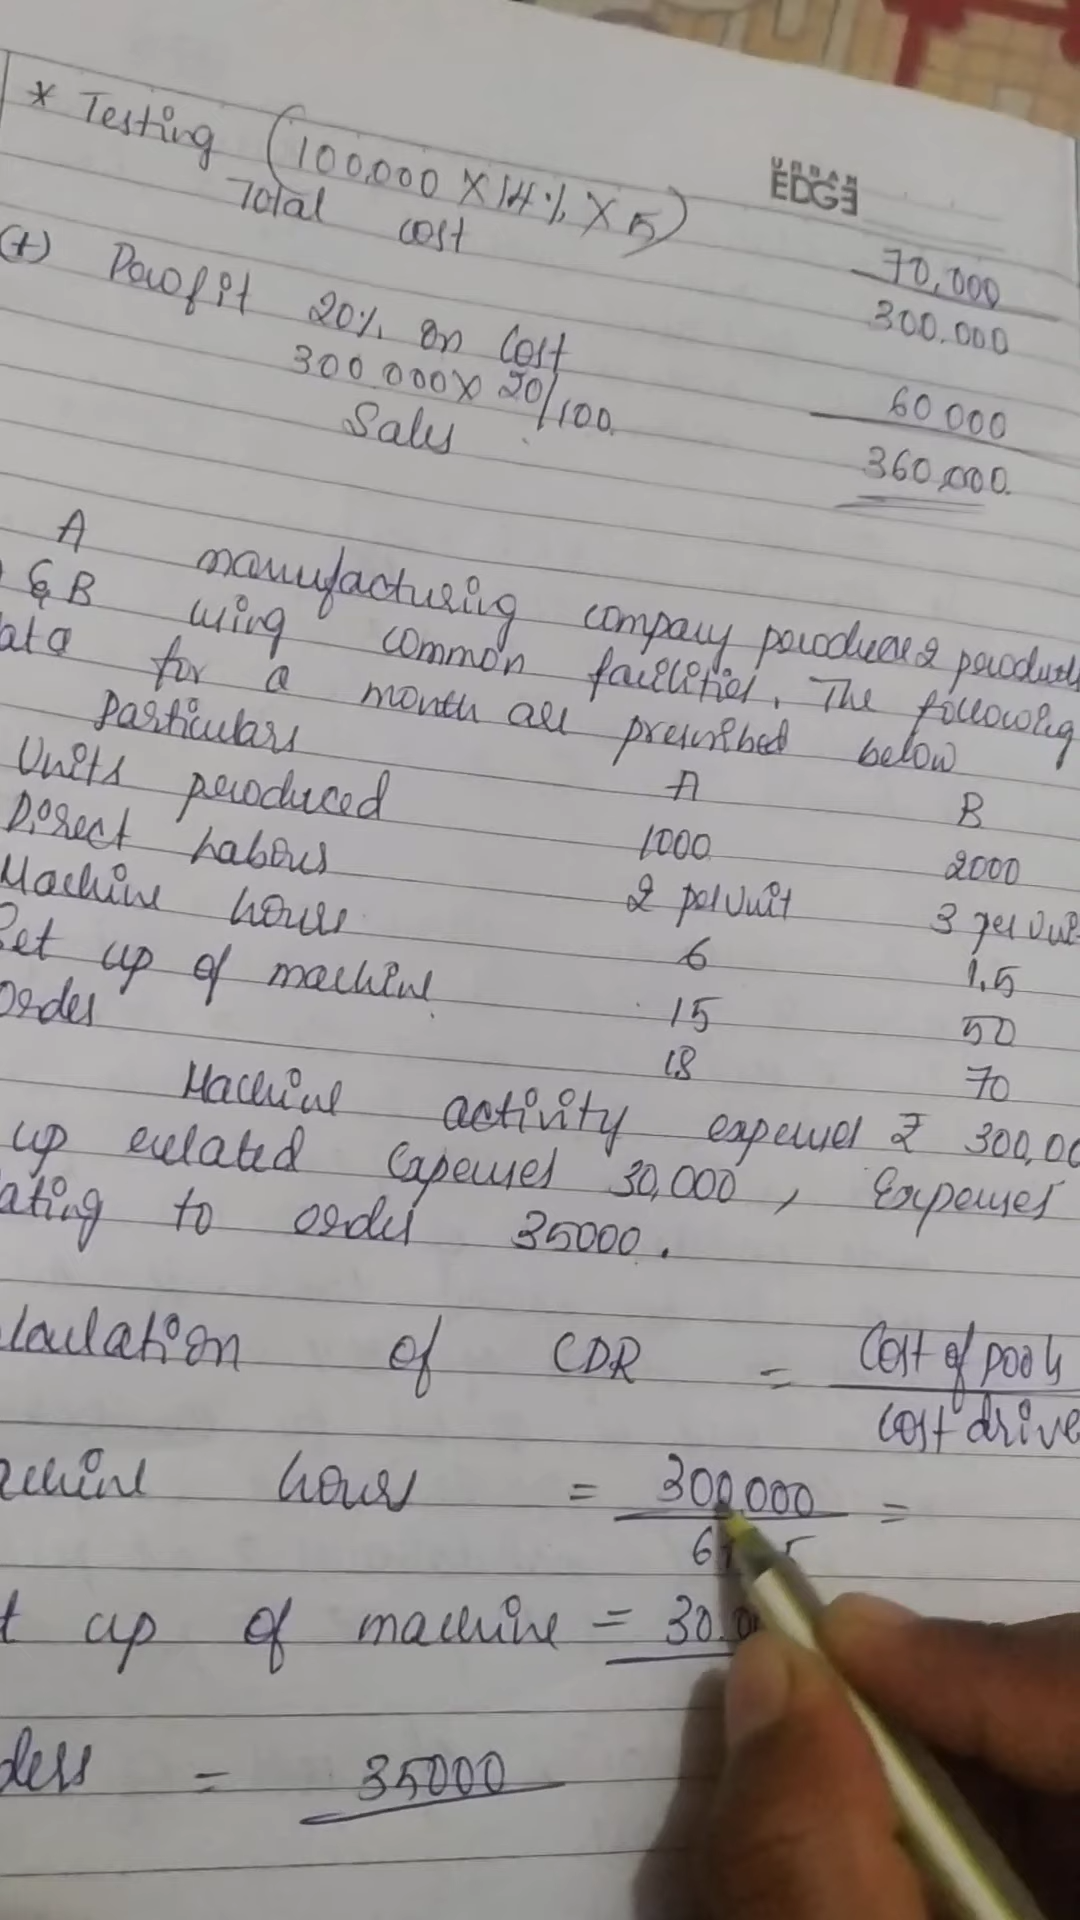 * Testing (100,000 X 14% X 5) 70,000
URBAN EDGE
Total cost 300.000
(+) Profit 20% on Cost
300.000 x 20/100. 60 000
Sales 360,000.
A manufacturing company produces 2 products
& B using common facilities. The following
ata for a month are prescribed below
Particulars A B
Units produced 1000 2000
Direct Labour 2 per unit 3 per uni
Machine hours 6 1.5
Set up of machine 15 50
Order 18 70
Machine activity expenses ₹ 300,00
up related Expenses 30,000, Expenses
ating to order 35000.
lculation of CDR = Cost of pools
cost drive
achine hours = 300,000 =
6
t up of machine = 30.0
ders = 35000